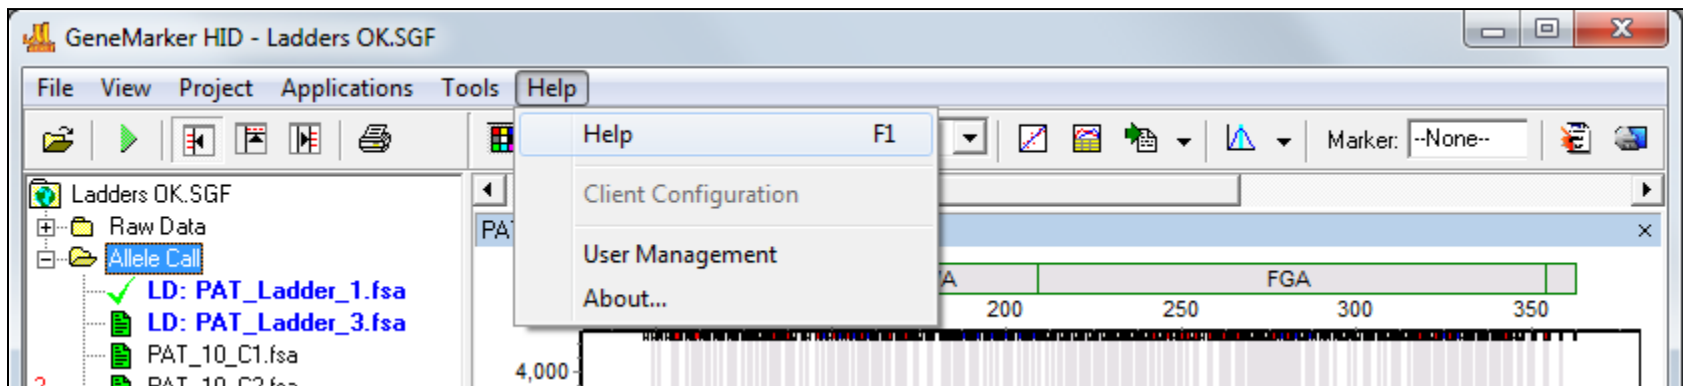 GeneMarker HID - Ladders OK.SGF
File View Project Applications Tools Help
Marker: --None--
Help F1
Client Configuration
User Management
About...
Ladders OK.SGF
Raw Data
Allele Call
LD: PAT_Ladder_1.fsa
LD: PAT_Ladder_3.fsa
PAT_10_C1.fsa
PA
FGA
200 250 300 350
4,000